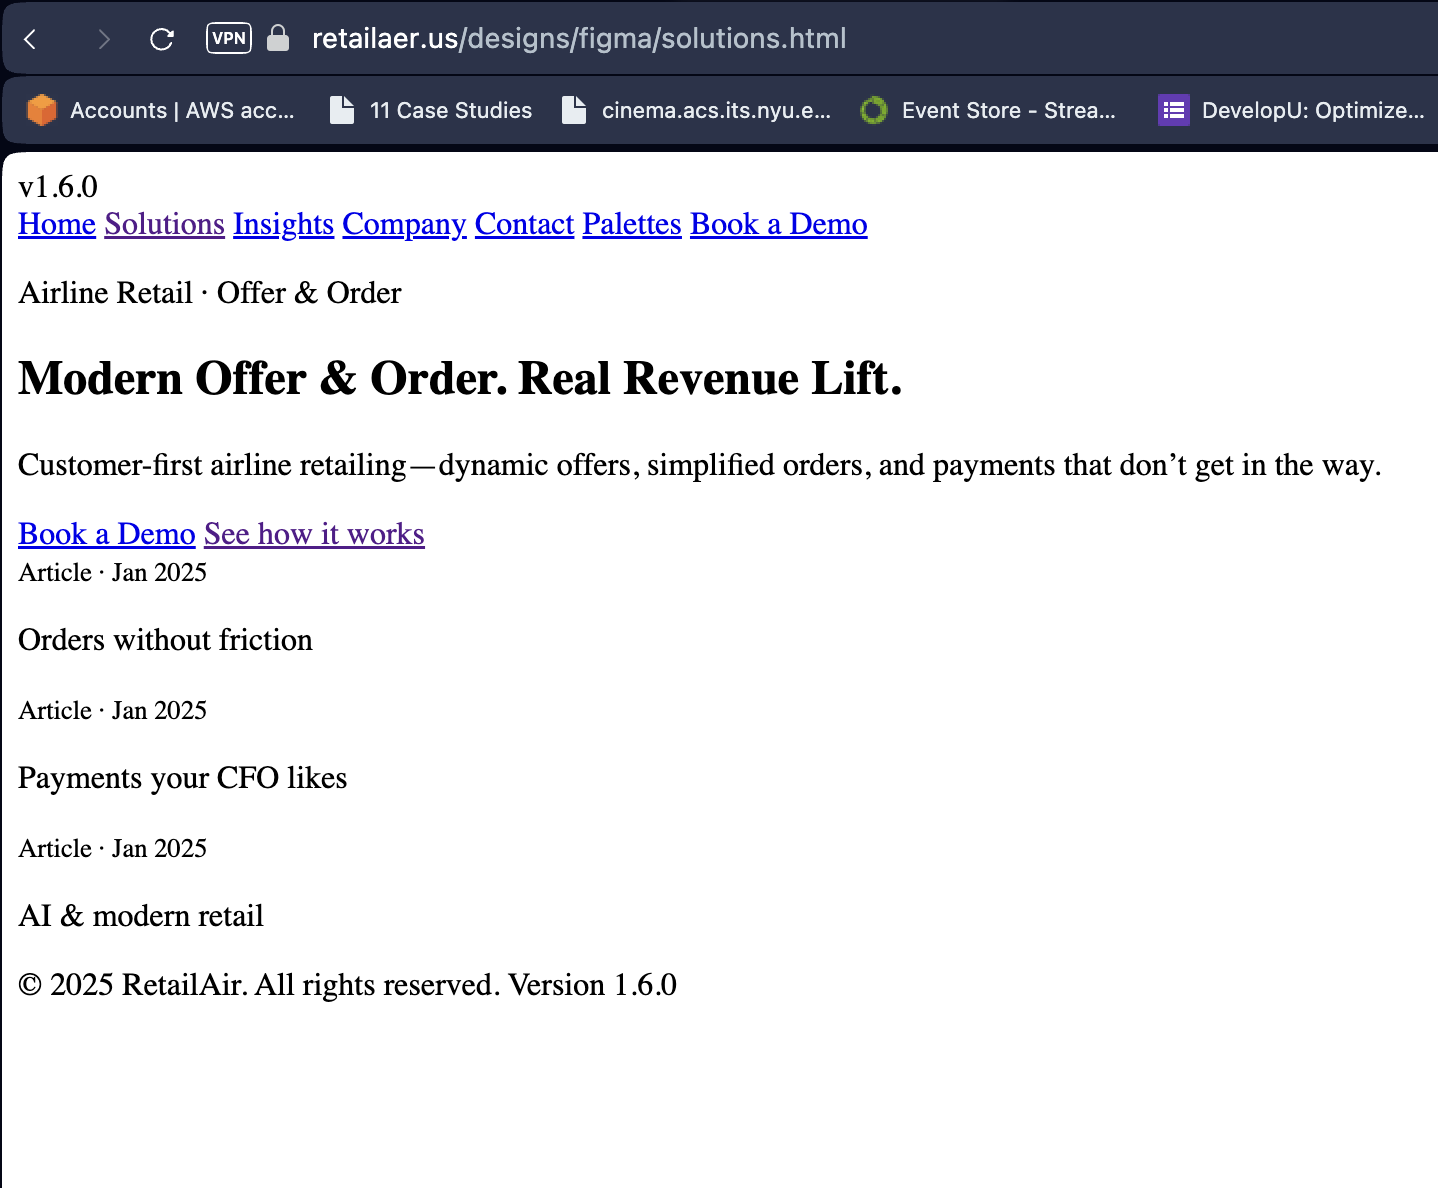 VPN retailaer.us/designs/figma/solutions.html
Accounts | AWS acc... 11 Case Studies cinema.acs.its.nyu.e... Event Store - Strea... DevelopU: Optimize...
v1.6.0
Home Solutions Insights Company Contact Palettes Book a Demo
Airline Retail · Offer & Order
Modern Offer & Order. Real Revenue Lift.
Customer-first airline retailing—dynamic offers, simplified orders, and payments that don’t get in the way.
Book a Demo See how it works
Article · Jan 2025
Orders without friction
Article · Jan 2025
Payments your CFO likes
Article · Jan 2025
AI & modern retail
© 2025 RetailAir. All rights reserved. Version 1.6.0